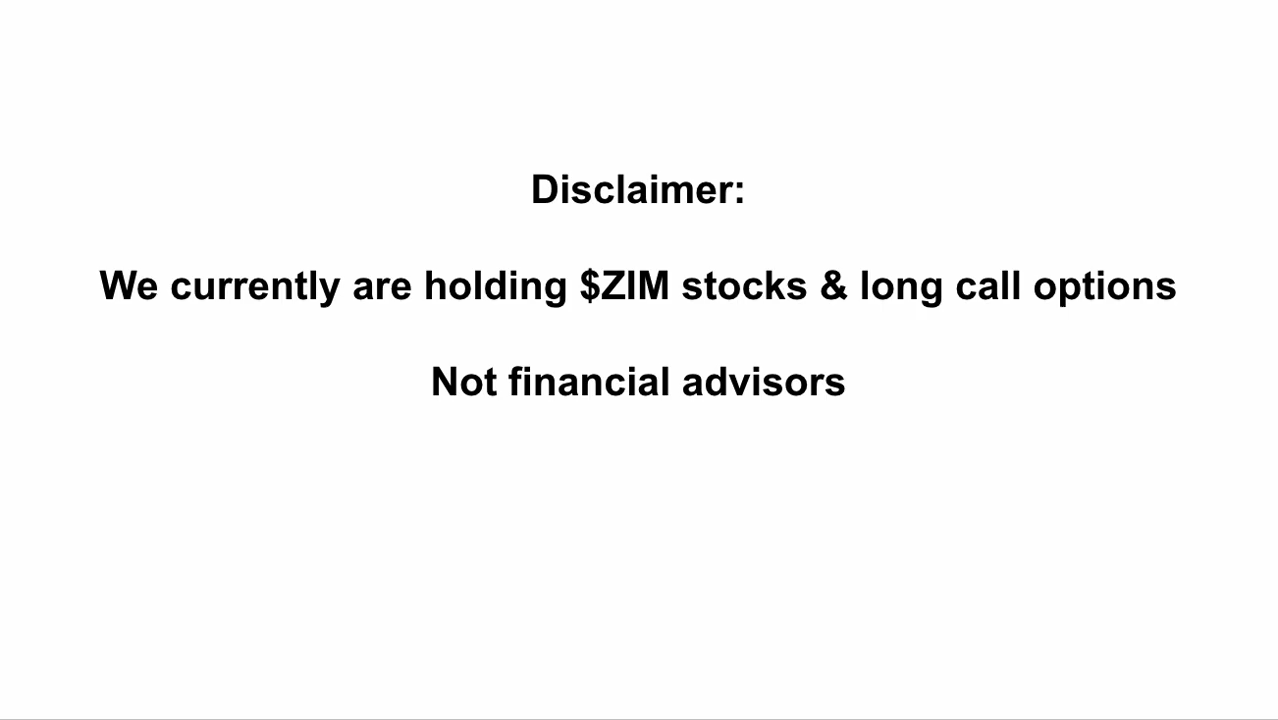 Disclaimer:
We currently are holding $ZIM stocks & long call options
Not financial advisors